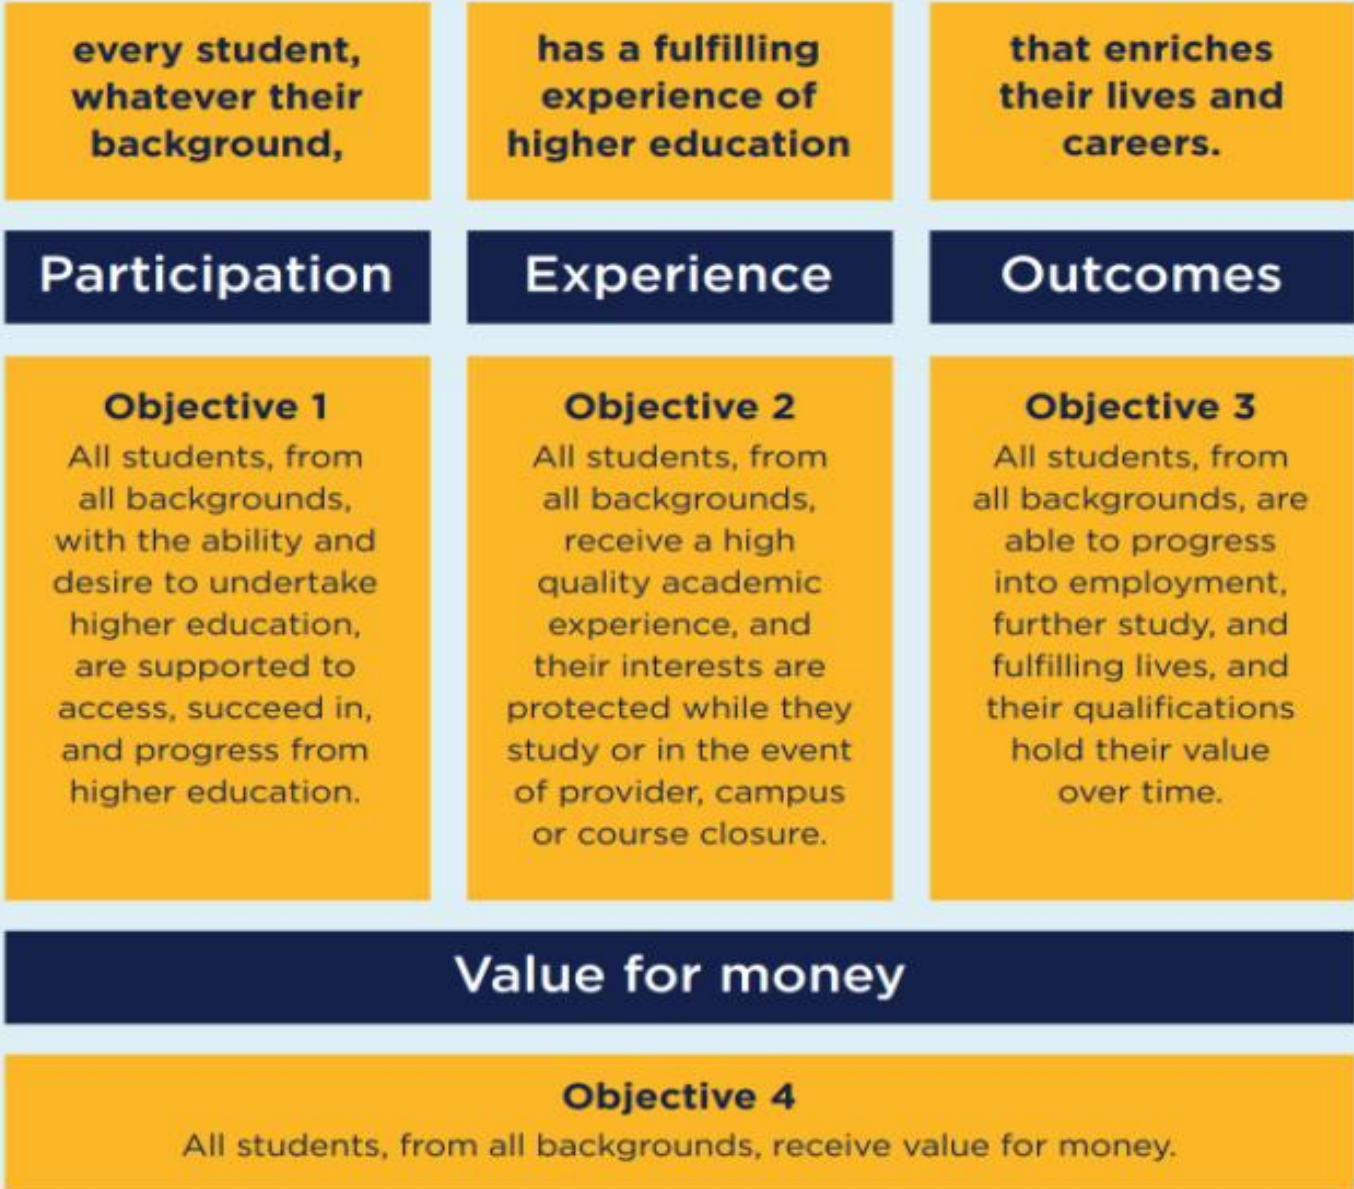 every student,
whatever their
background,
has a fulfilling
experience of
higher education
that enriches
their lives and
careers.
Participation
Experience
Outcomes
Objective 1
All students, from
all backgrounds,
with the ability and
desire to undertake
higher education,
are supported to
access, succeed in,
and progress from
higher education.
Objective 2
All students, from
all backgrounds,
receive a high
quality academic
experience, and
their interests are
protected while they
study or in the event
of provider, campus
or course closure.
Objective 3
All students, from
all backgrounds, are
able to progress
into employment,
further study, and
fulfilling lives, and
their qualifications
hold their value
over time.
Value for money
Objective 4
All students, from all backgrounds, receive value for money.